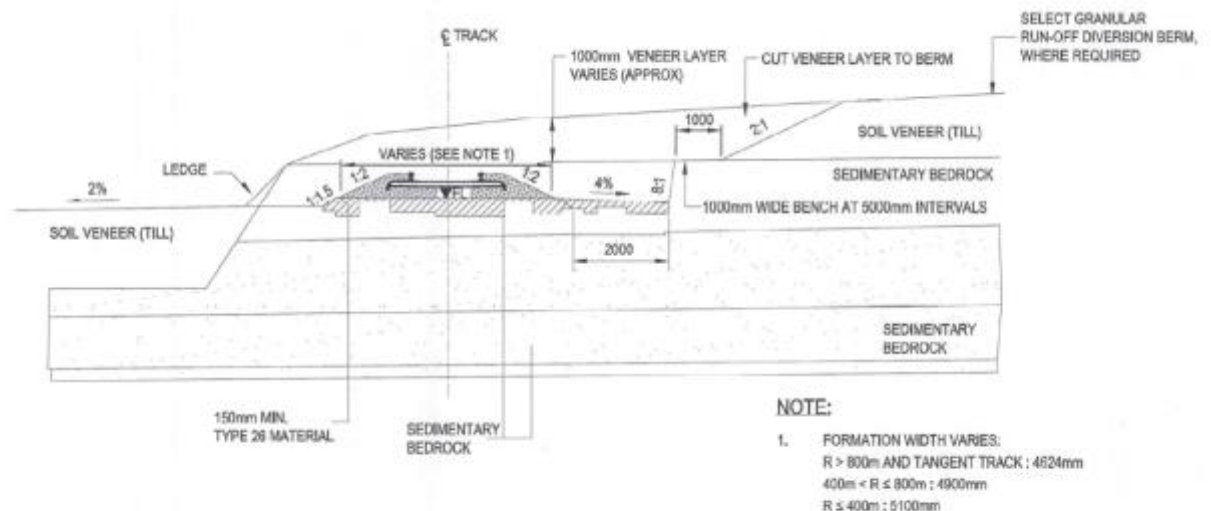 SELECT GRANULAR
RUN-OFF DIVERSION BERM,
WHERE REQUIRED
℄ TRACK
1000mm VENEER LAYER
VARIES (APPROX)
CUT VENEER LAYER TO BERM
1000
2:1
SOIL VENEER (TILL)
VARIES (SEE NOTE 1)
LEDGE
1:2
1:2
SEDIMENTARY BEDROCK
2%
1:1.5
FL
4%
8:1
1000mm WIDE BENCH AT 5000mm INTERVALS
SOIL VENEER (TILL)
2000
SEDIMENTARY
BEDROCK
150mm MIN.
TYPE 26 MATERIAL
SEDIMENTARY
BEDROCK
NOTE:
1. FORMATION WIDTH VARIES:
R > 800m AND TANGENT TRACK : 4624mm
400m < R ≤ 800m : 4900mm
R ≤ 400m : 5100mm